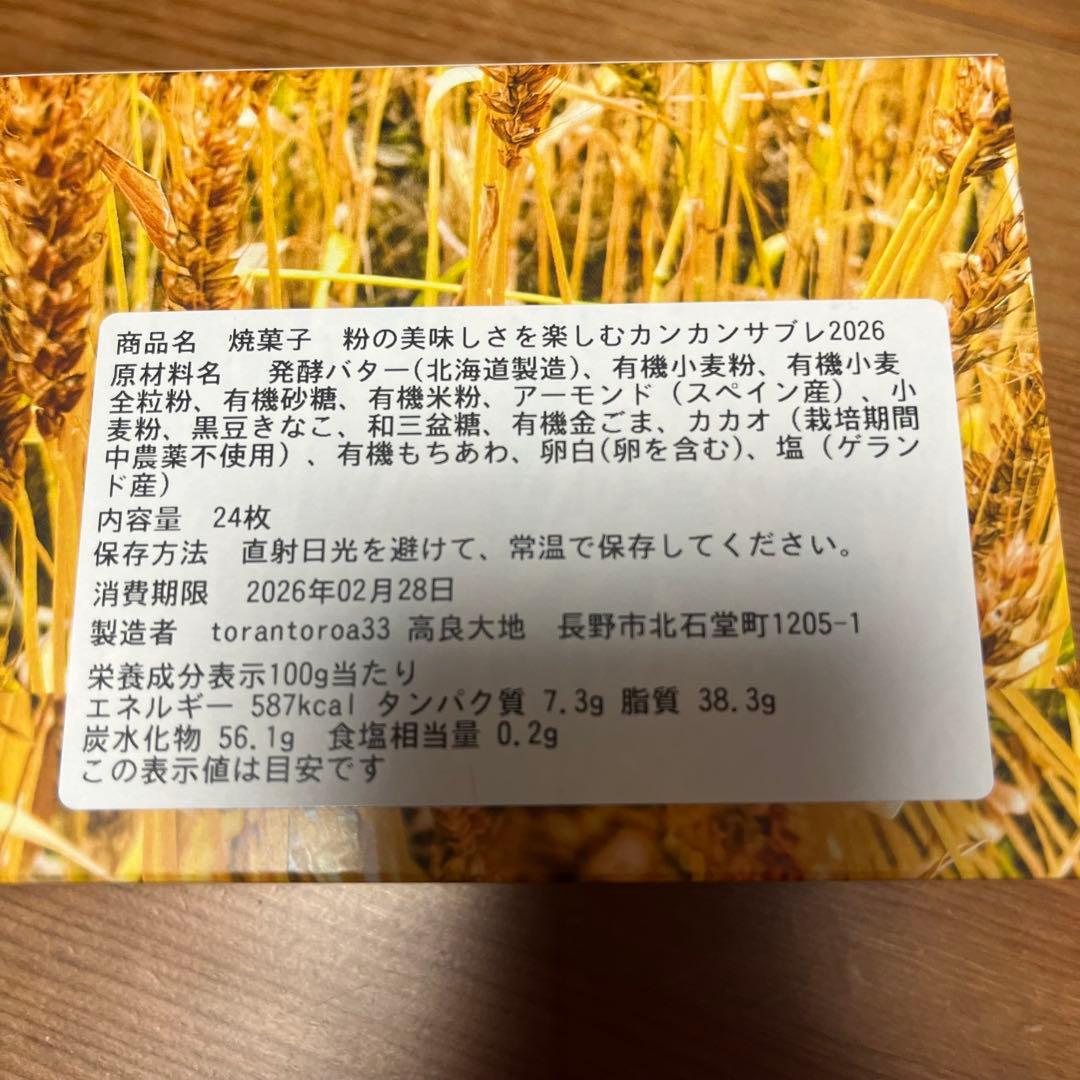 商品名　焼菓子　粉の美味しさを楽しむカンカンサブレ2026
原材料名　発酵バター(北海道製造)、有機小麦粉、有機小麦
全粒粉、有機砂糖、有機米粉、アーモンド（スペイン産）、小
麦粉、黒豆きなこ、和三盆糖、有機金ごま、カカオ（栽培期間
中農薬不使用）、有機もちあわ、卵白(卵を含む)、塩（ゲラン
ド産）
内容量　24枚
保存方法　直射日光を避けて、常温で保存してください。
消費期限　2026年02月28日
製造者　torantoroa33 高良大地　長野市北石堂町1205-1
栄養成分表示100g当たり
エネルギー 587kcal タンパク質 7.3g 脂質 38.3g
炭水化物 56.1g　食塩相当量 0.2g
この表示値は目安です